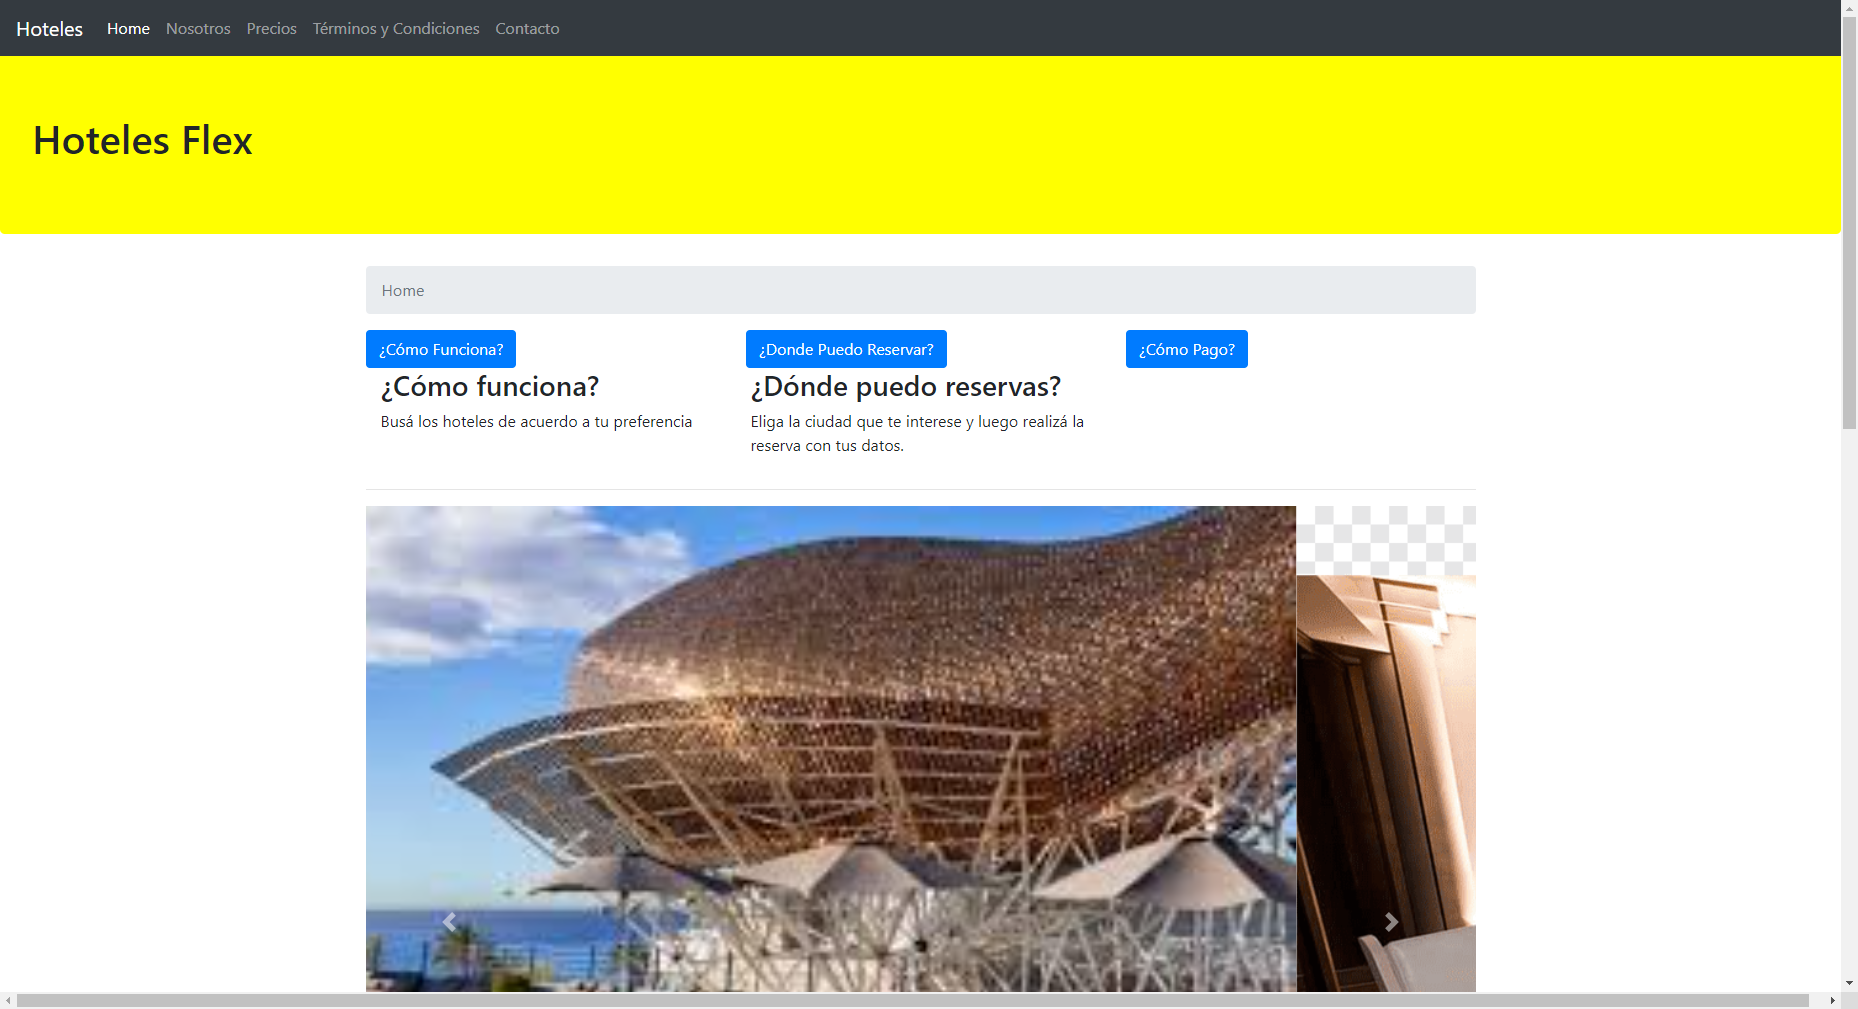 Hoteles Home Nosotros Precios Términos y Condiciones Contacto
Hoteles Flex
Home
¿Cómo Funciona? ¿Donde Puedo Reservar? ¿Cómo Pago?
¿Cómo funciona?
Busá los hoteles de acuerdo a tu preferencia
¿Dónde puedo reservas?
Eliga la ciudad que te interese y luego realizá la
reserva con tus datos.